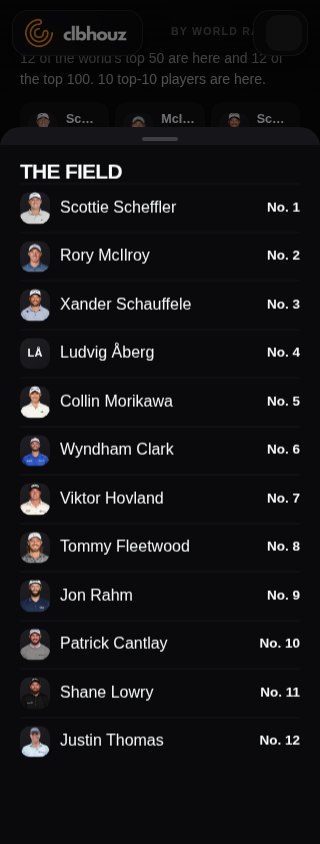 clbhouz
BY WORLD RA
12 of the world's top 50 are here and 12 of
the top 100. 10 top-10 players are here.
Sc...
McI...
Sc...
THE FIELD
Scottie Scheffler No. 1
Rory McIlroy No. 2
Xander Schauffele No. 3
LÅ Ludvig Åberg No. 4
Collin Morikawa No. 5
Wyndham Clark No. 6
Viktor Hovland No. 7
Tommy Fleetwood No. 8
Jon Rahm No. 9
Patrick Cantlay No. 10
Shane Lowry No. 11
Justin Thomas No. 12